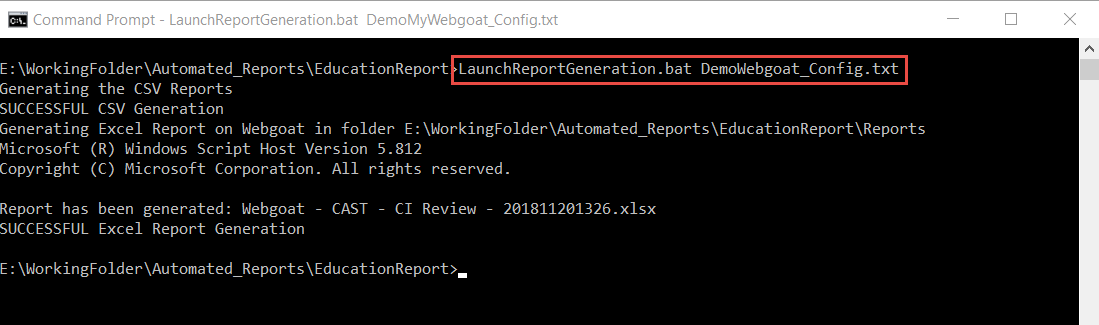 Command Prompt - LaunchReportGeneration.bat DemoMyWebgoat_Config.txt
E:\WorkingFolder\Automated_Reports\EducationReport>LaunchReportGeneration.bat DemoWebgoat_Config.txt
Generating the CSV Reports
SUCCESSFUL CSV Generation
Generating Excel Report on Webgoat in folder E:\WorkingFolder\Automated_Reports\EducationReport\Reports
Microsoft (R) Windows Script Host Version 5.812
Copyright (C) Microsoft Corporation. All rights reserved.
Report has been generated: Webgoat - CAST - CI Review - 201811201326.xlsx
SUCCESSFUL Excel Report Generation
E:\WorkingFolder\Automated_Reports\EducationReport>